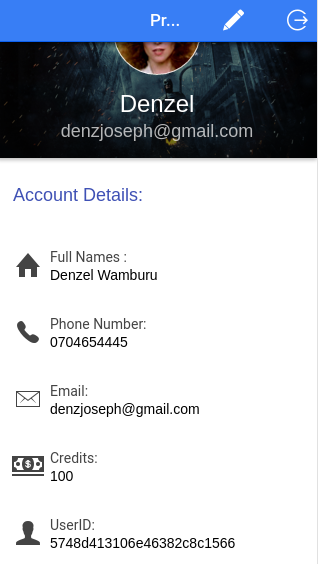 Pr...
Denzel
denzjoseph@gmail.com
Account Details:
Full Names :
Denzel Wamburu
Phone Number:
0704654445
Email:
denzjoseph@gmail.com
Credits:
100
UserID:
5748d413106e46382c8c1566